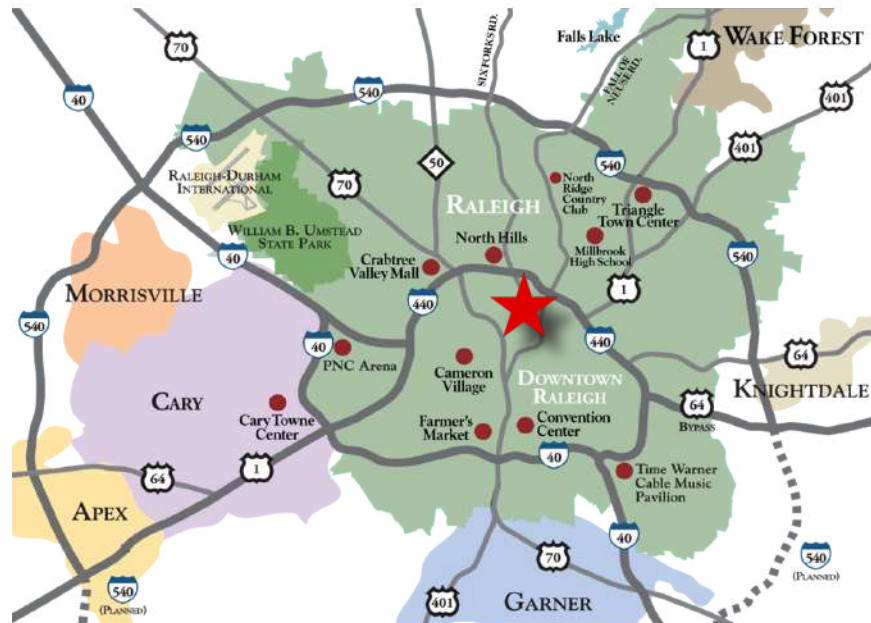 70
40
540
SIX FORKS RD.
Falls Lake
FALL OF
NEUSE RD.
1
WAKE FOREST
401
540
401
RALEIGH-DURHAM
INTERNATIONAL
50
70
540
North
Ridge
Country
Club
Triangle
Town Center
RALEIGH
WILLIAM B. UMSTEAD
STATE PARK
North Hills
Millbrook
High School
Crabtree
Valley Mall
40
540
MORRISVILLE
440
1
540
40
PNC Arena
440
Cameron
Village
64
DOWNTOWN
RALEIGH
KNIGHTDALE
CARY
Cary Towne
Center
64
BYPASS
Farmer's
Market
Convention
Center
40
1
64
Time Warner
Cable Music
Pavilion
APEX
40
70
540
(PLANNED)
540
(PLANNED)
401
GARNER